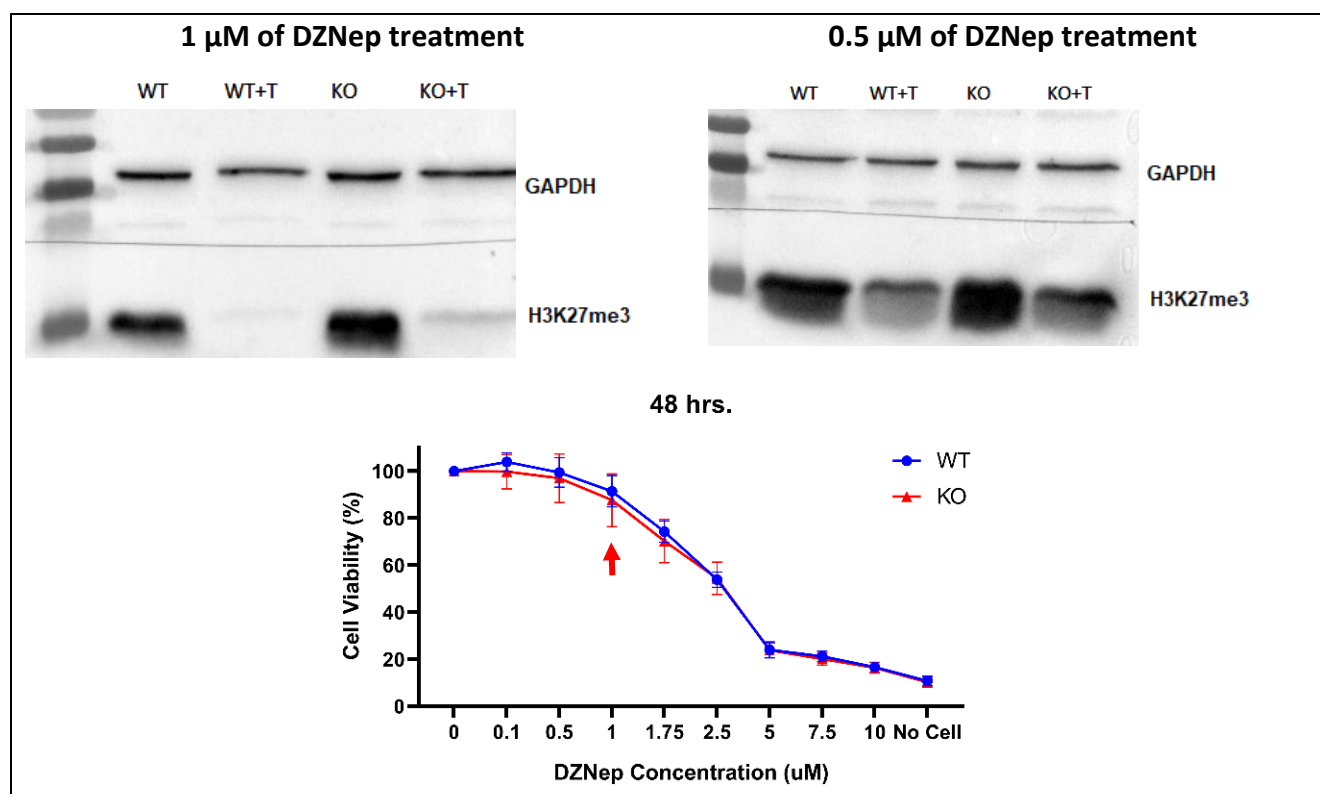 1 µM of DZNep treatment
0.5 µM of DZNep treatment
WT WT+T KO KO+T
GAPDH
H3K27me3
WT WT+T KO KO+T
GAPDH
H3K27me3
48 hrs.
WT
KO
Cell Viability (%)
100
80
60
40
20
0
0 0.1 0.5 1 1.75 2.5 5 7.5 10 No Cell
DZNep Concentration (uM)